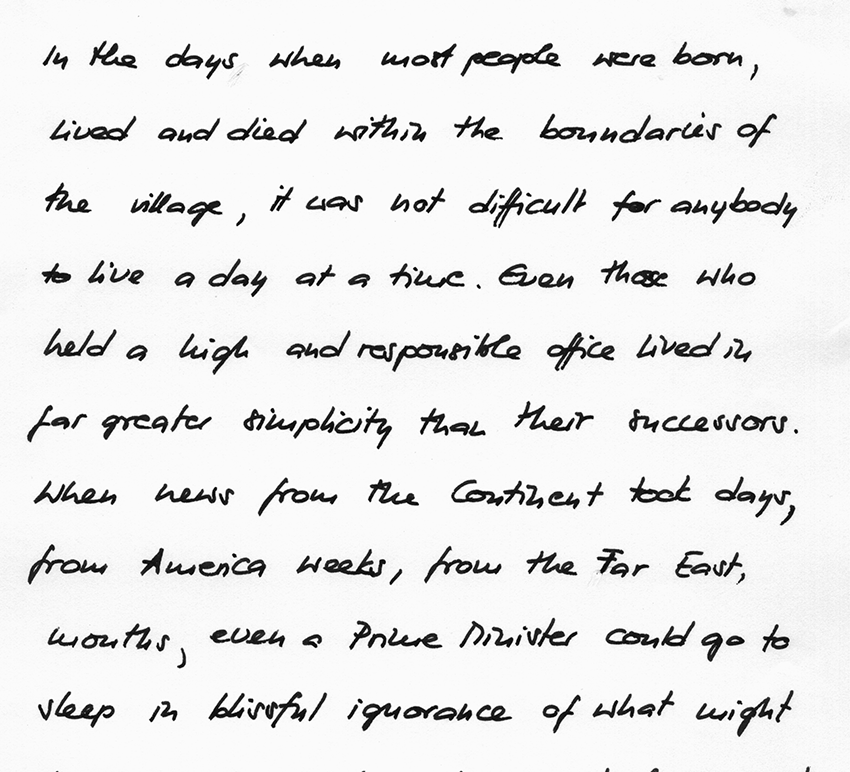 In the days when most people were born,
lived and died within the boundaries of
the village, it was not difficult for anybody
to live a day at a time. Even those who
held a high and responsible office lived in
far greater simplicity than their successors.
When news from the Continent took days,
from America weeks, from the Far East,
months, even a Prime Minister could go to
sleep in blissful ignorance of what might